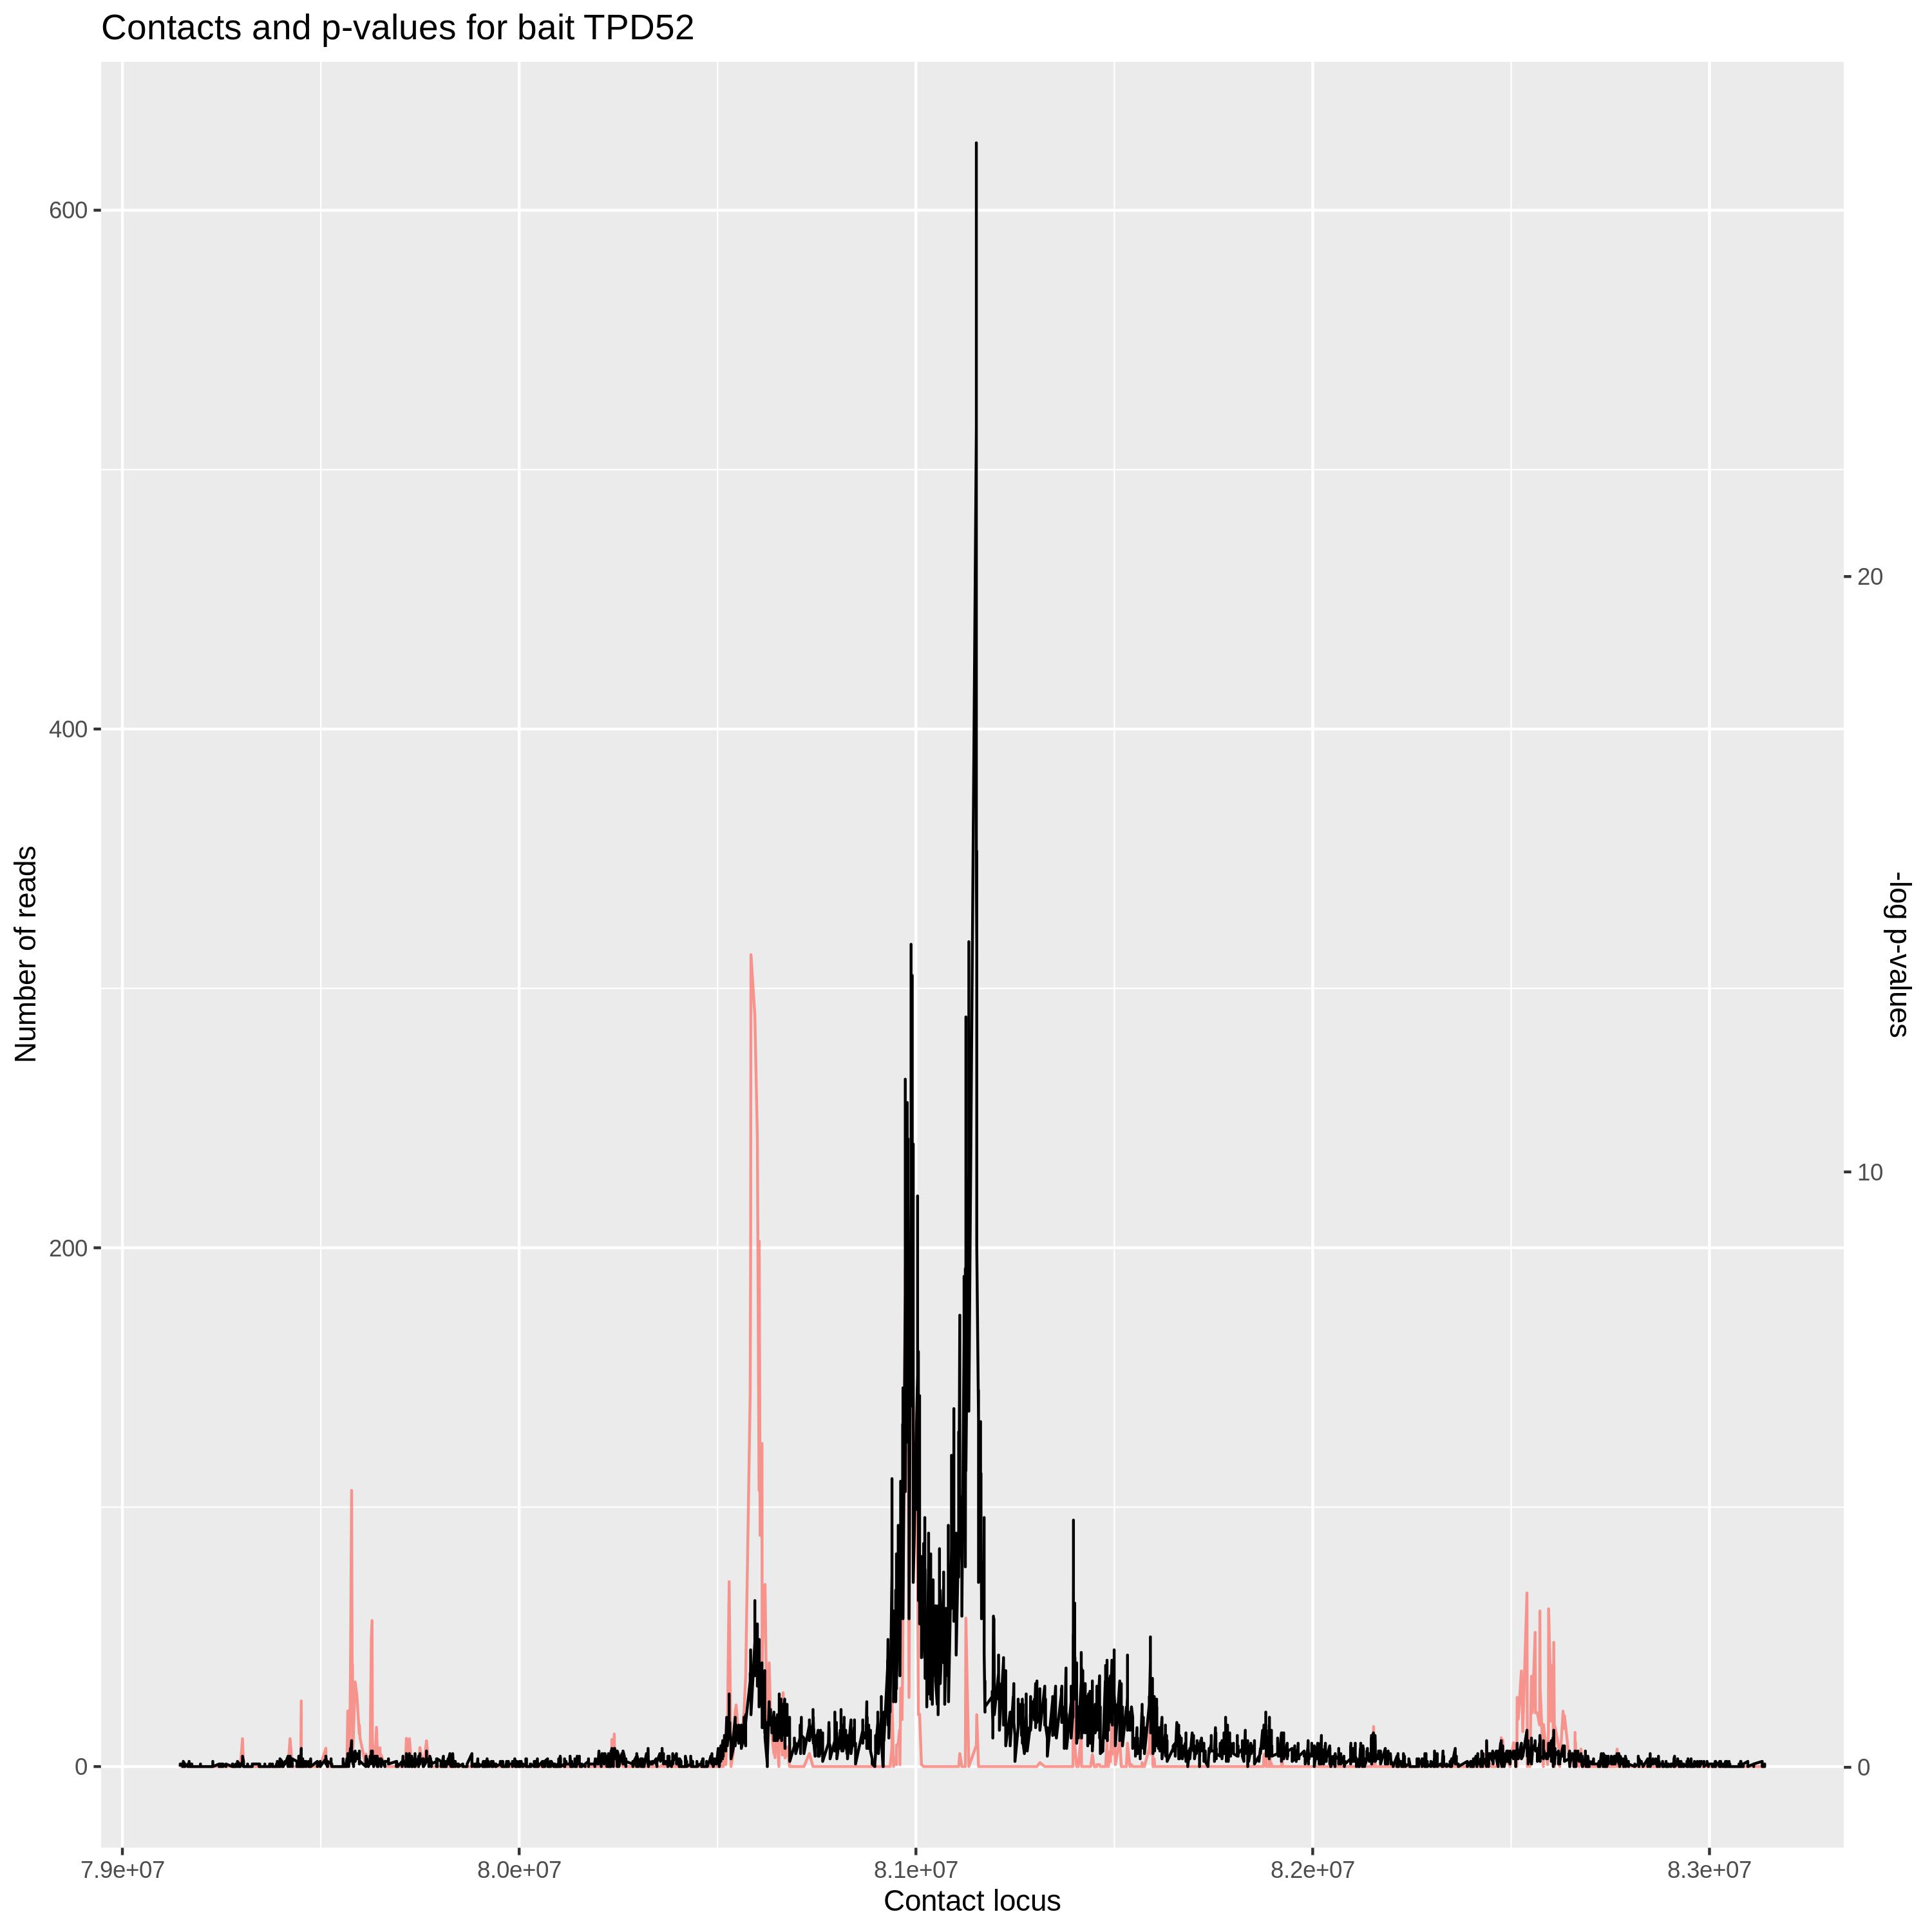 Contacts and p-values for bait TPD52
600
400
200
0
Number of reads
20
10
0
-log p-values
7.9e+07
8.0e+07
8.1e+07
8.2e+07
8.3e+07
Contact locus